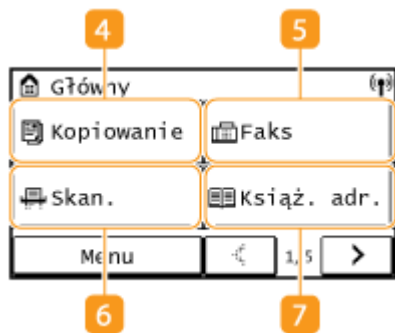 4 5
Główny
Kopiowanie Faks
Skan. Książ. adr.
Menu 1/5
6 7